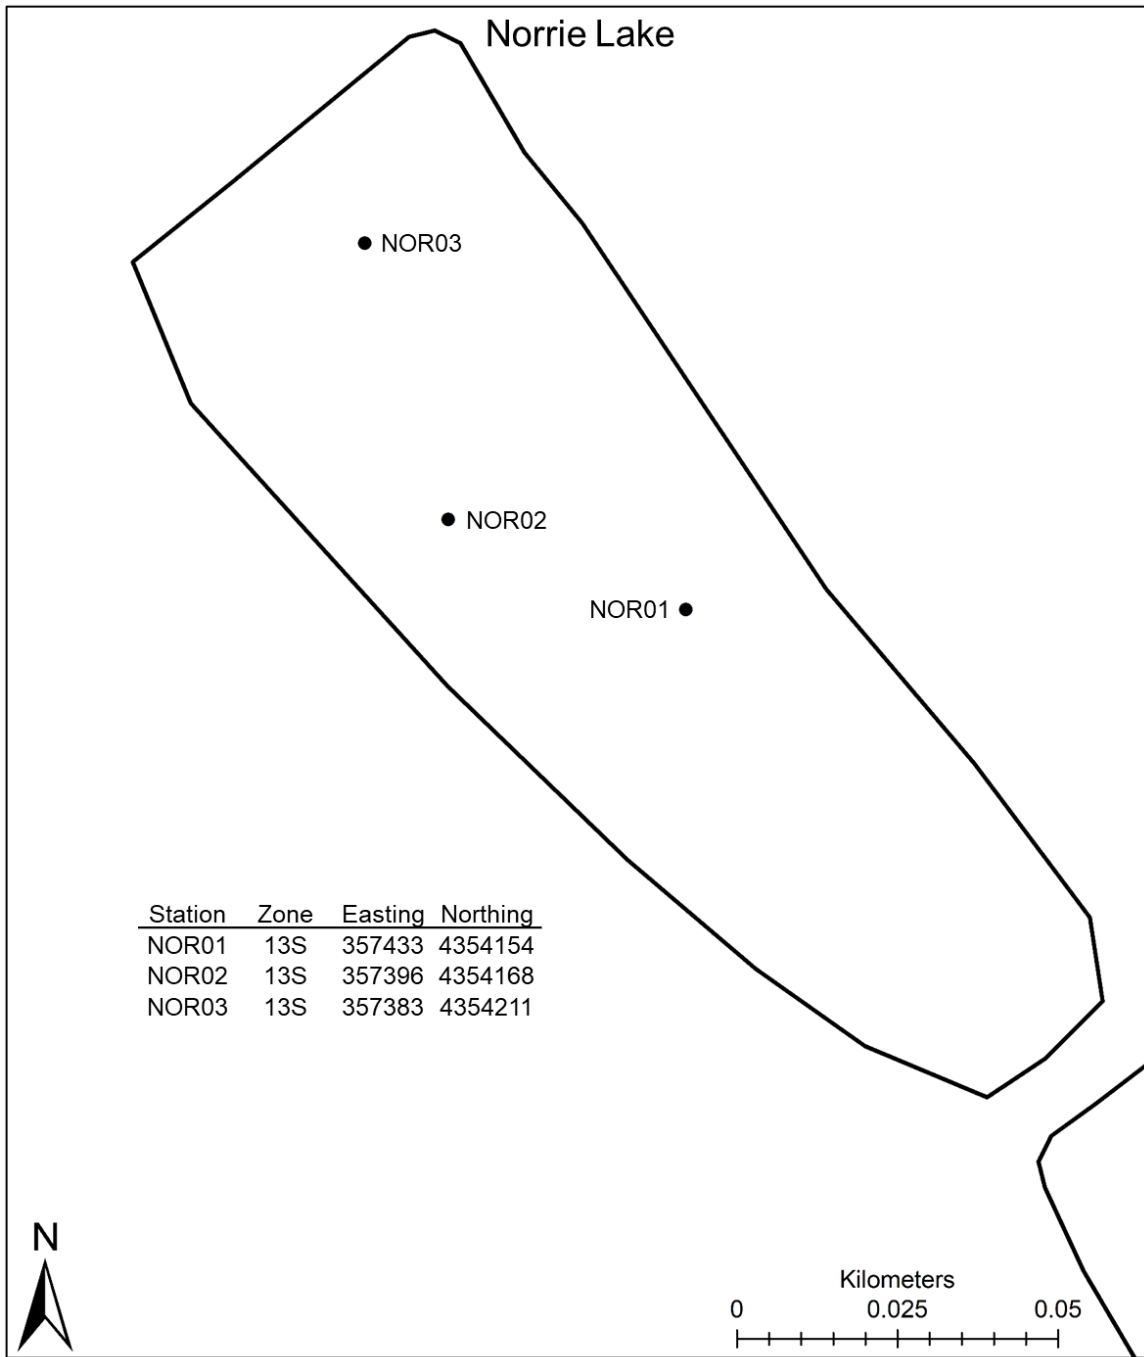 Norrie Lake
NOR03
NOR02
NOR01
Station Zone Easting Northing
NOR01 13S 357433 4354154
NOR02 13S 357396 4354168
NOR03 13S 357383 4354211
N
Kilometers
0 0.025 0.05